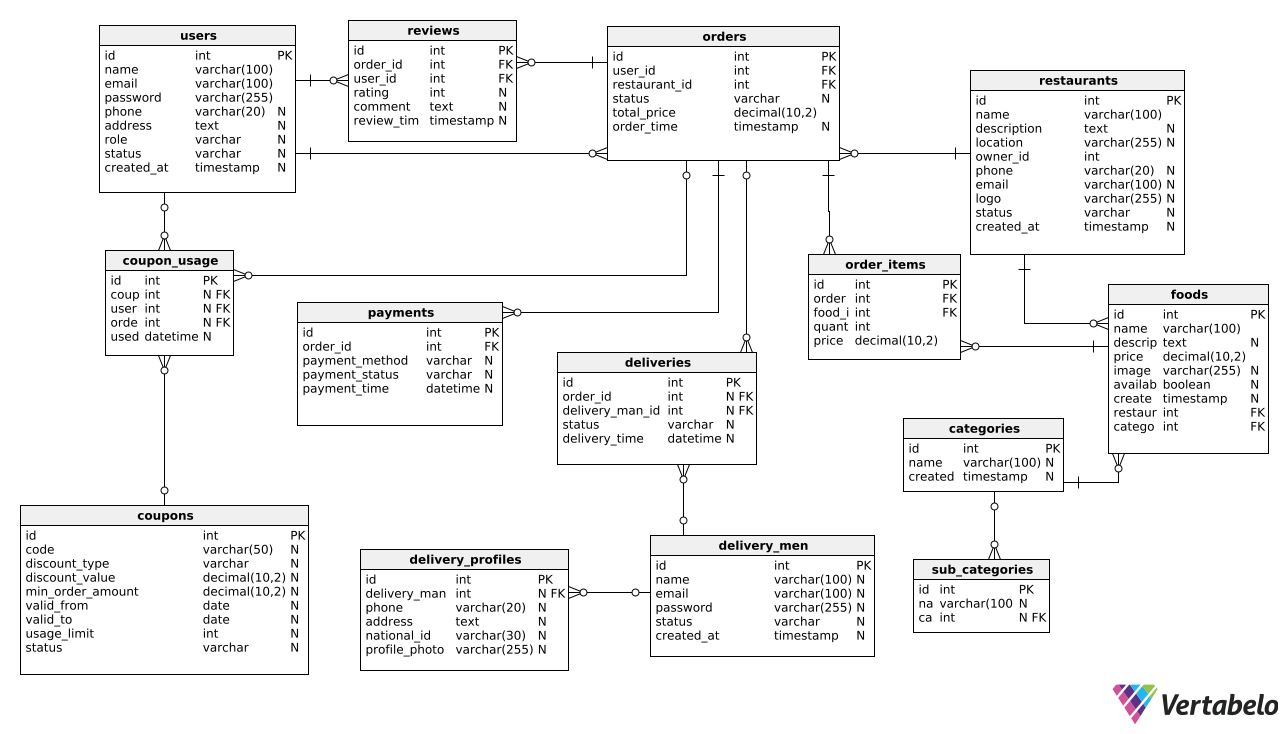 users
id int PK
name varchar(100)
email varchar(100)
password varchar(255)
phone varchar(20) N
address text N
role varchar N
status varchar N
created_at timestamp N
reviews
id int PK
order_id int FK
user_id int FK
rating int N
comment text N
review_tim timestamp N
orders
id int PK
user_id int FK
restaurant_id int FK
status varchar N
total_price decimal(10,2)
order_time timestamp N
restaurants
id int PK
name varchar(100)
description text N
location varchar(255) N
owner_id int
phone varchar(20) N
email varchar(100) N
logo varchar(255) N
status varchar N
created_at timestamp N
coupon_usage
id int PK
coup int N FK
user int N FK
orde int N FK
used datetime N
payments
id int PK
order_id int FK
payment_method varchar N
payment_status varchar N
payment_time datetime N
order_items
id int PK
order int FK
food_i int FK
quant int
price decimal(10,2)
foods
id int PK
name varchar(100)
descrip text N
price decimal(10,2)
image varchar(255) N
availab boolean N
create timestamp N
restaur int FK
catego int FK
deliveries
id int PK
order_id int N FK
delivery_man_id int N FK
status varchar N
delivery_time datetime N
categories
id int PK
name varchar(100) N
created timestamp N
coupons
id int PK
code varchar(50) N
discount_type varchar N
discount_value decimal(10,2) N
min_order_amount decimal(10,2) N
valid_from date N
valid_to date N
usage_limit int N
status varchar N
delivery_profiles
id int PK
delivery_man int N FK
phone varchar(20) N
address text N
national_id varchar(30) N
profile_photo varchar(255) N
delivery_men
id int PK
name varchar(100) N
email varchar(100) N
password varchar(255) N
status varchar N
created_at timestamp N
sub_categories
id int PK
na varchar(100 N
ca int N FK
Vertabelo